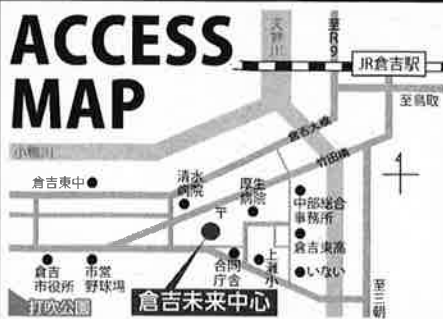 ACCESS
MAP
天神川
至R9
JR倉吉駅
至鳥取
小鴨川
倉吉大橋
竹田橋
倉吉東中
清水
病院
厚生
病院
中部総合
事務所
倉吉東高
いない
倉吉
市役所
市営
野球場
合同
庁舎
上灘小
至三朝
打吹公園
倉吉未来中心